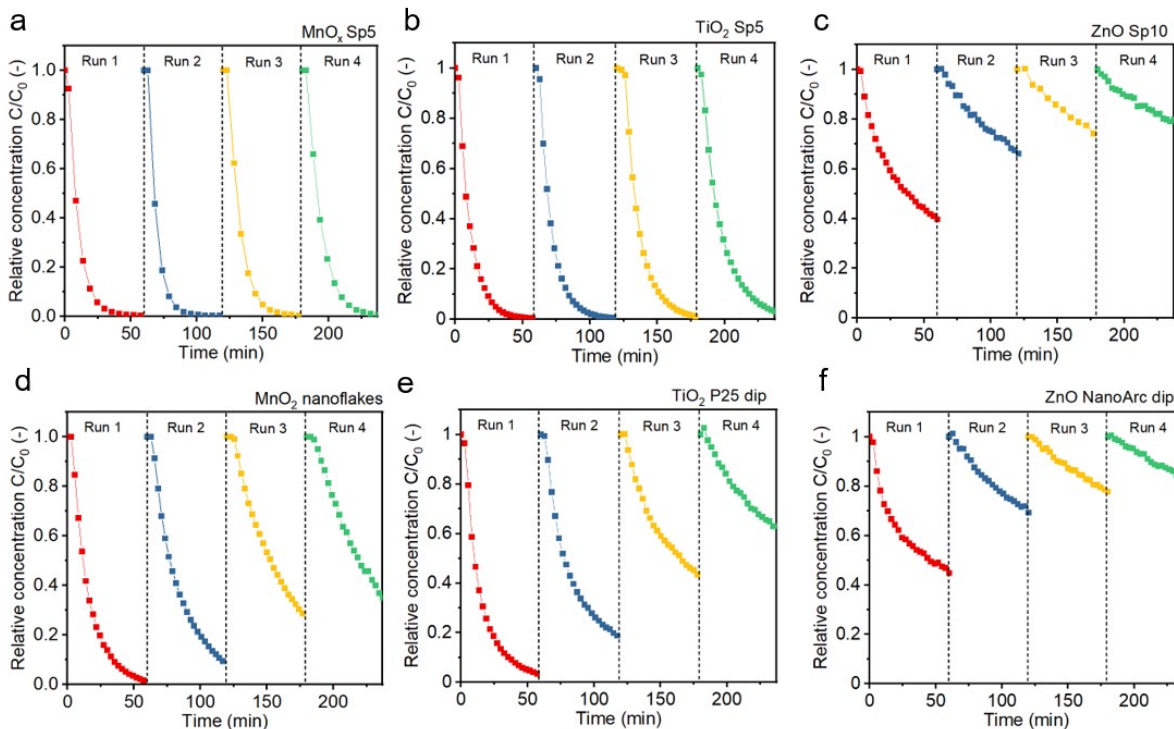 a
MnOx Sp5
Run 1 Run 2 Run 3 Run 4
Relative concentration C/C0 (-)
1.0
0.8
0.6
0.4
0.2
0.0
0 50 100 150 200
Time (min)
b
TiO2 Sp5
Run 1 Run 2 Run 3 Run 4
Relative concentration C/C0 (-)
1.0
0.8
0.6
0.4
0.2
0
0 50 100 150 200
Time (min)
c
ZnO Sp10
Run 1 Run 2 Run 3 Run 4
Relative concentration C/C0 (-)
1.0
0.8
0.6
0.4
0.2
0
0 50 100 150 200
Time (min)
d
MnO2 nanoflakes
Run 1 Run 2 Run 3 Run 4
Relative concentration C/C0 (-)
1.0
0.8
0.6
0.4
0.2
0.0
0 50 100 150 200
Time (min)
e
TiO2 P25 dip
Run 1 Run 2 Run 3 Run 4
Relative concentration C/C0 (-)
1.0
0.8
0.6
0.4
0.2
0
0 50 100 150 200
Time (min)
f
ZnO NanoArc dip
Run 1 Run 2 Run 3 Run 4
Relative concentration C/C0 (-)
1.0
0.8
0.6
0.4
0.2
0
0 50 100 150 200
Time (min)